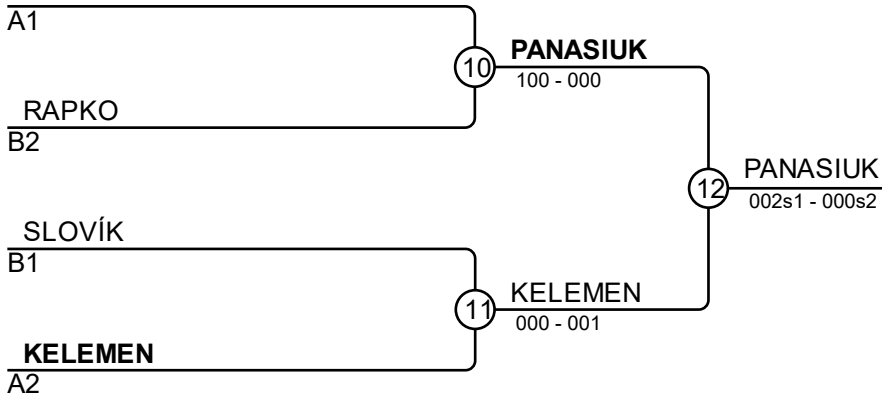 A1
10
PANASIUK
100 - 000
RAPKO
B2
12
PANASIUK
002s1 - 000s2
SLOVÍK
B1
11
KELEMEN
000 - 001
KELEMEN
A2